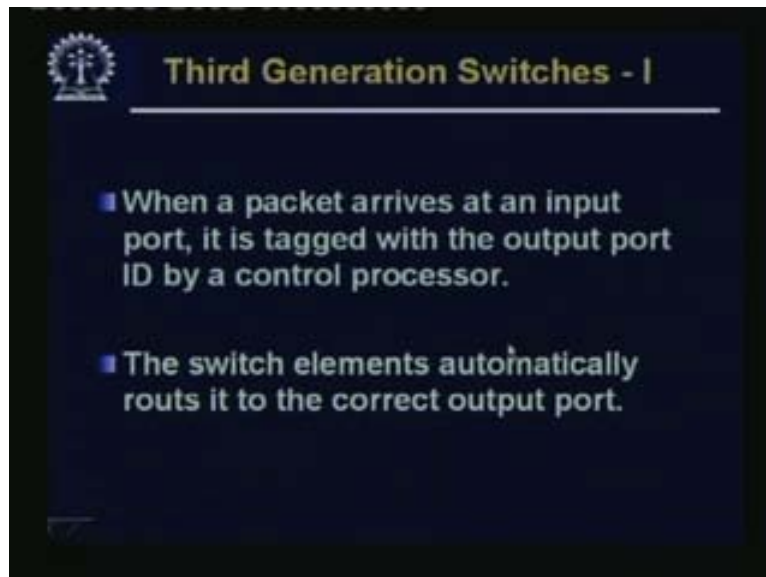 Third Generation Switches - I
When a packet arrives at an input
port, it is tagged with the output port
ID by a control processor.
The switch elements automatically
routs it to the correct output port.